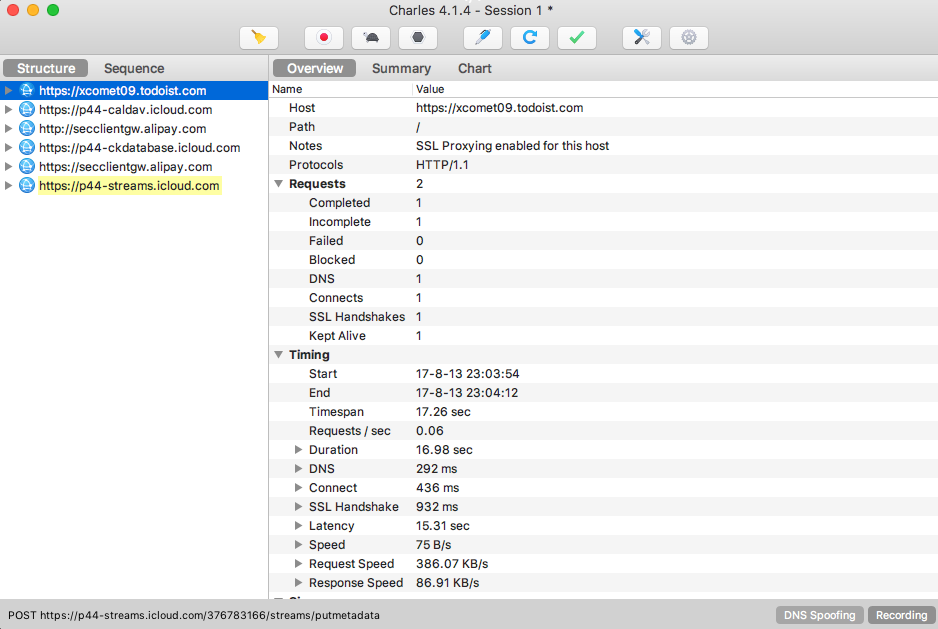 Charles 4.1.4 - Session 1 *
Structure Sequence
https://xcomet09.todoist.com
https://p44-caldav.icloud.com
http://secclientgw.alipay.com
https://p44-ckdatabase.icloud.com
https://secclientgw.alipay.com
https://p44-streams.icloud.com
Overview Summary Chart
Name Value
Host https://xcomet09.todoist.com
Path /
Notes SSL Proxying enabled for this host
Protocols HTTP/1.1
Requests 2
Completed 1
Incomplete 1
Failed 0
Blocked 0
DNS 1
Connects 1
SSL Handshakes 1
Kept Alive 1
Timing
Start 17-8-13 23:03:54
End 17-8-13 23:04:12
Timespan 17.26 sec
Requests / sec 0.06
Duration 16.98 sec
DNS 292 ms
Connect 436 ms
SSL Handshake 932 ms
Latency 15.31 sec
Speed 75 B/s
Request Speed 386.07 KB/s
Response Speed 86.91 KB/s
POST https://p44-streams.icloud.com/376783166/streams/putmetadata
DNS Spoofing Recording